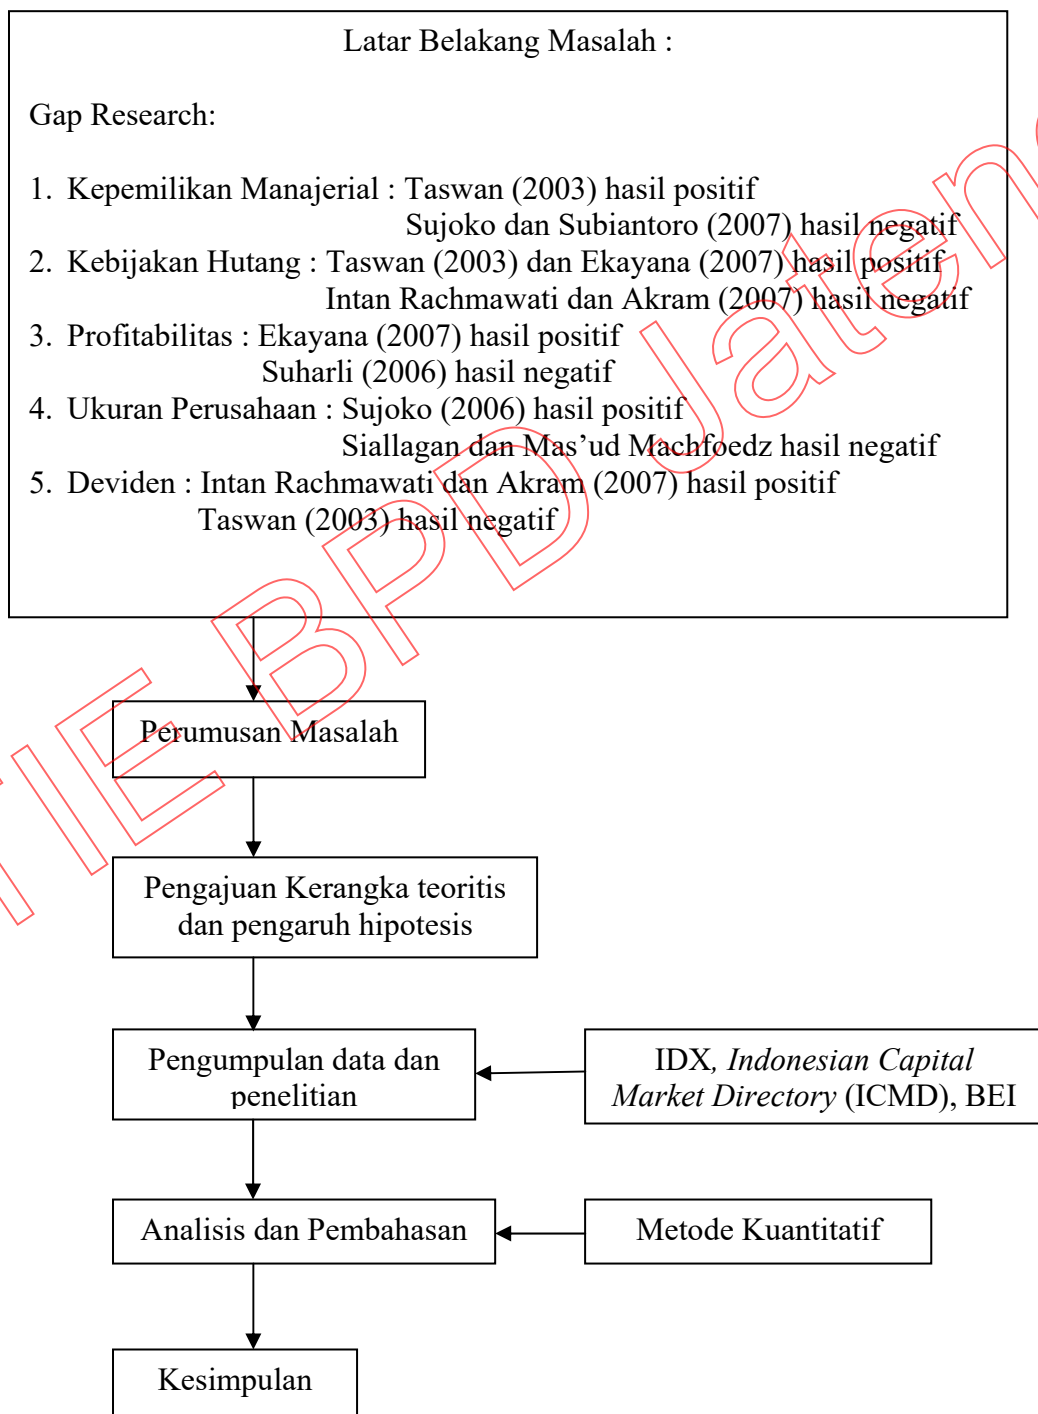 Latar Belakang Masalah :
Gap Research:
1. Kepemilikan Manajerial : Taswan (2003) hasil positif
Sujoko dan Subiantoro (2007) hasil negatif
2. Kebijakan Hutang : Taswan (2003) dan Ekayana (2007) hasil positif
Intan Rachmawati dan Akram (2007) hasil negatif
3. Profitabilitas : Ekayana (2007) hasil positif
Suharli (2006) hasil negatif
4. Ukuran Perusahaan : Sujoko (2006) hasil positif
Siallagan dan Mas’ud Machfoedz hasil negatif
5. Deviden : Intan Rachmawati dan Akram (2007) hasil positif
Taswan (2003) hasil negatif
Perumusan Masalah
Pengajuan Kerangka teoritis
dan pengaruh hipotesis
Pengumpulan data dan
penelitian
IDX, Indonesian Capital
Market Directory (ICMD), BEI
Analisis dan Pembahasan
Metode Kuantitatif
Kesimpulan
TIE BPD Jaten